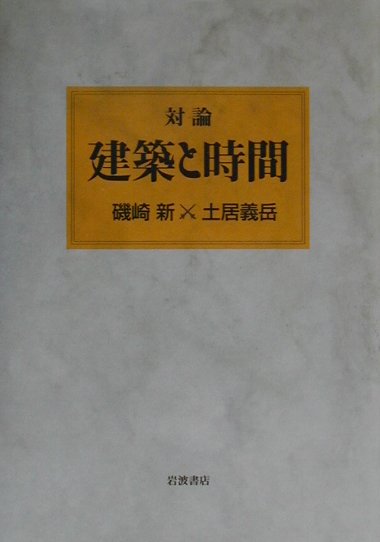 対論
建築と時間
磯崎 新 × 土居義岳
岩波書店